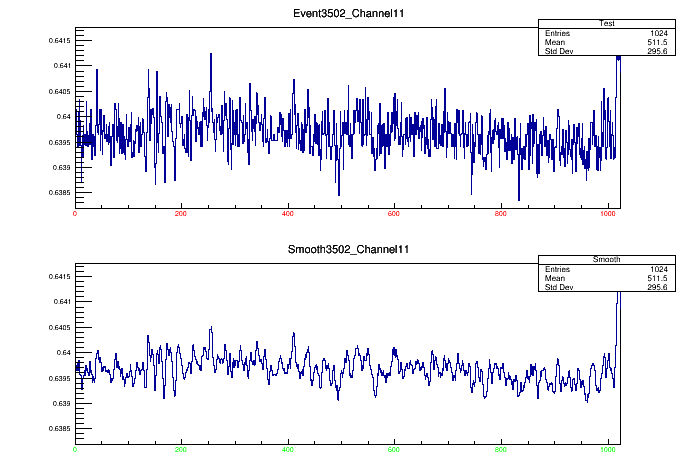 Event3502_Channel11
Test
Entries 1024
Mean 511.5
Std Dev 295.6
0.6415
0.641
0.6405
0.64
0.6395
0.639
0.6385
0 200 400 600 800 1000
Smooth3502_Channel11
Smooth
Entries 1024
Mean 511.5
Std Dev 295.6
0.6415
0.641
0.6405
0.64
0.6395
0.639
0.6385
0 200 400 600 800 1000